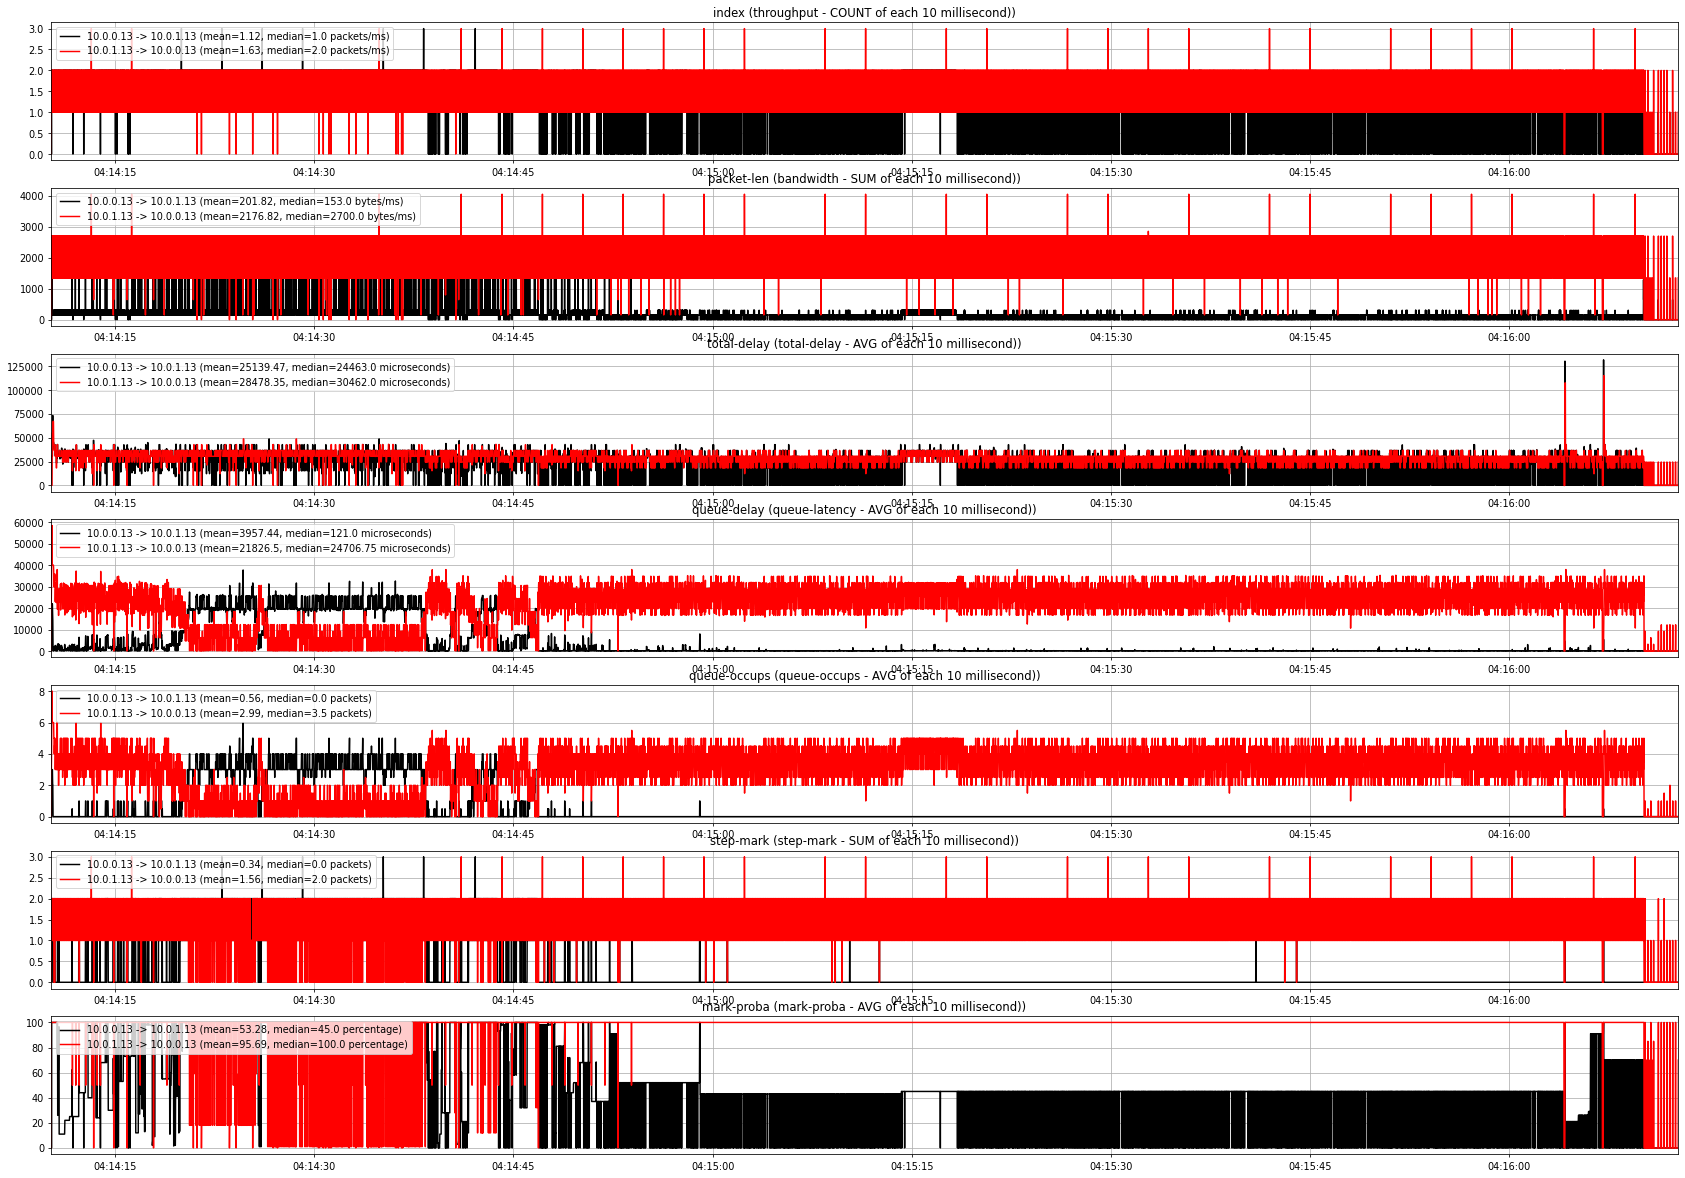 index (throughput - COUNT of each 10 millisecond))
3.0
2.5
2.0
1.5
1.0
0.5
0.0
10.0.0.13 -> 10.0.1.13 (mean=1.12, median=1.0 packets/ms)
10.0.1.13 -> 10.0.0.13 (mean=1.63, median=2.0 packets/ms)
04:14:15 04:14:30 04:14:45 04:15:00 04:15:15 04:15:30 04:15:45 04:16:00
packet-len (bandwidth - SUM of each 10 millisecond))
4000
3000
2000
1000
0
10.0.0.13 -> 10.0.1.13 (mean=201.82, median=153.0 bytes/ms)
10.0.1.13 -> 10.0.0.13 (mean=2176.82, median=2700.0 bytes/ms)
04:14:15 04:14:30 04:14:45 04:15:00 04:15:15 04:15:30 04:15:45 04:16:00
total-delay (total-delay - AVG of each 10 millisecond))
125000
100000
75000
50000
25000
0
10.0.0.13 -> 10.0.1.13 (mean=25139.47, median=24463.0 microseconds)
10.0.1.13 -> 10.0.0.13 (mean=28478.35, median=30462.0 microseconds)
04:14:15 04:14:30 04:14:45 04:15:00 04:15:15 04:15:30 04:15:45 04:16:00
queue-delay (queue-latency - AVG of each 10 millisecond))
60000
50000
40000
30000
20000
10000
0
10.0.0.13 -> 10.0.1.13 (mean=3957.44, median=121.0 microseconds)
10.0.1.13 -> 10.0.0.13 (mean=21826.5, median=24706.75 microseconds)
04:14:15 04:14:30 04:14:45 04:15:00 04:15:15 04:15:30 04:15:45 04:16:00
queue-occups (queue-occups - AVG of each 10 millisecond))
8
6
4
2
0
10.0.0.13 -> 10.0.1.13 (mean=0.56, median=0.0 packets)
10.0.1.13 -> 10.0.0.13 (mean=2.99, median=3.5 packets)
04:14:15 04:14:30 04:14:45 04:15:00 04:15:15 04:15:30 04:15:45 04:16:00
step-mark (step-mark - SUM of each 10 millisecond))
3.0
2.5
2.0
1.5
1.0
0.5
0.0
10.0.0.13 -> 10.0.1.13 (mean=0.34, median=0.0 packets)
10.0.1.13 -> 10.0.0.13 (mean=1.56, median=2.0 packets)
04:14:15 04:14:30 04:14:45 04:15:00 04:15:15 04:15:30 04:15:45 04:16:00
mark-proba (mark-proba - AVG of each 10 millisecond))
100
80
60
40
20
0
10.0.0.13 -> 10.0.1.13 (mean=53.28, median=45.0 percentage)
10.0.1.13 -> 10.0.0.13 (mean=95.69, median=100.0 percentage)
04:14:15 04:14:30 04:14:45 04:15:00 04:15:15 04:15:30 04:15:45 04:16:00